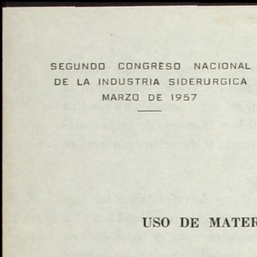 SEGUNDO CONGRESO NACIONAL
DE LA INDUSTRIA SIDERURGICA
MARZO DE 1957
USO DE MATER